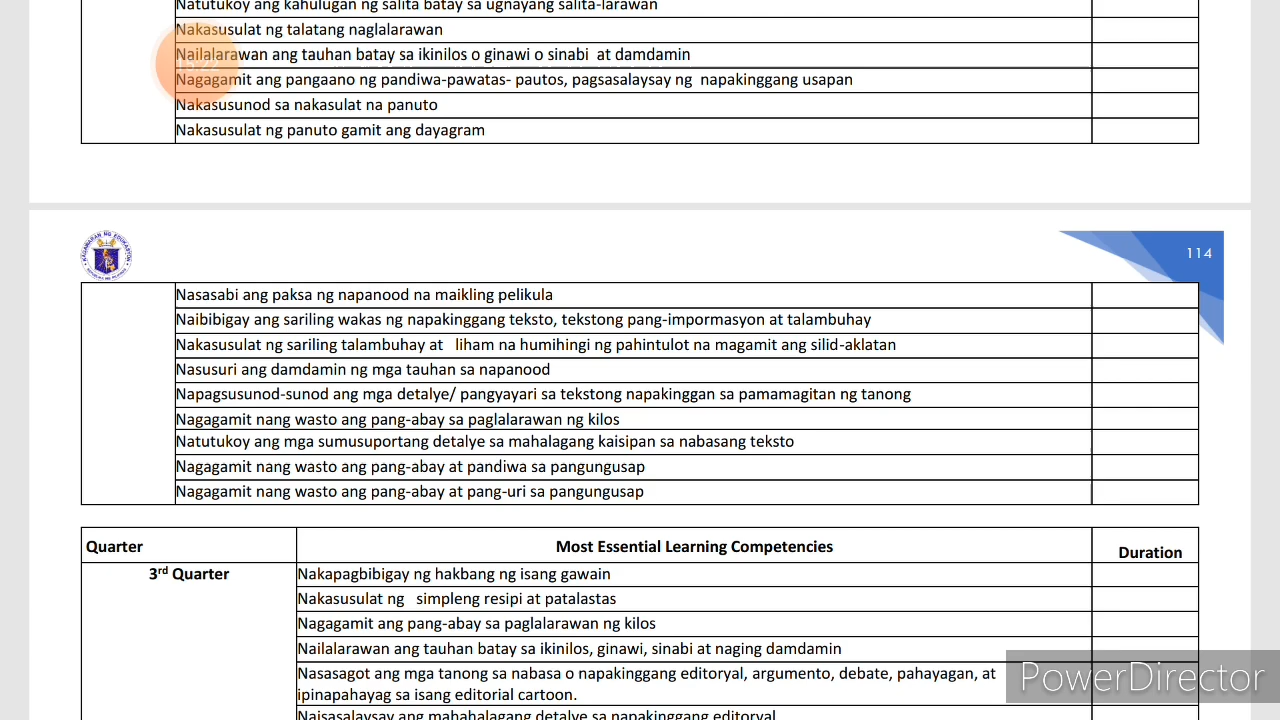 Natutukoy ang kahulugan ng salita batay sa ugnayang salita-larawan
Nakasusulat ng talatang naglalarawan
Nailalarawan ang tauhan batay sa ikinilos o ginawi o sinabi at damdamin
Nagagamit ang pangaano ng pandiwa-pawatas- pautos, pagsasalaysay ng napakinggang usapan
Nakasusunod sa nakasulat na panuto
Nakasusulat ng panuto gamit ang dayagram
KAGAWARAN NG EDUKASYON
REPUBLIKA NG PILIPINAS
114
Nasasabi ang paksa ng napanood na maikling pelikula
Naibibigay ang sariling wakas ng napakinggang teksto, tekstong pang-impormasyon at talambuhay
Nakasusulat ng sariling talambuhay at liham na humihingi ng pahintulot na magamit ang silid-aklatan
Nasusuri ang damdamin ng mga tauhan sa napanood
Napagsusunod-sunod ang mga detalye/ pangyayari sa tekstong napakinggan sa pamamagitan ng tanong
Nagagamit nang wasto ang pang-abay sa paglalarawan ng kilos
Natutukoy ang mga sumusuportang detalye sa mahalagang kaisipan sa nabasang teksto
Nagagamit nang wasto ang pang-abay at pandiwa sa pangungusap
Nagagamit nang wasto ang pang-abay at pang-uri sa pangungusap
Quarter Most Essential Learning Competencies Duration
3rd Quarter Nakapagbibigay ng hakbang ng isang gawain
Nakasusulat ng simpleng resipi at patalastas
Nagagamit ang pang-abay sa paglalarawan ng kilos
Nailalarawan ang tauhan batay sa ikinilos, ginawi, sinabi at naging damdamin
Nasasagot ang mga tanong sa nabasa o napakinggang editoryal, argumento, debate, pahayagan, at
ipinapahayag sa isang editorial cartoon.
Naisasalaysay ang mahahalagang detalye sa napakinggang editoryal
PowerDirector